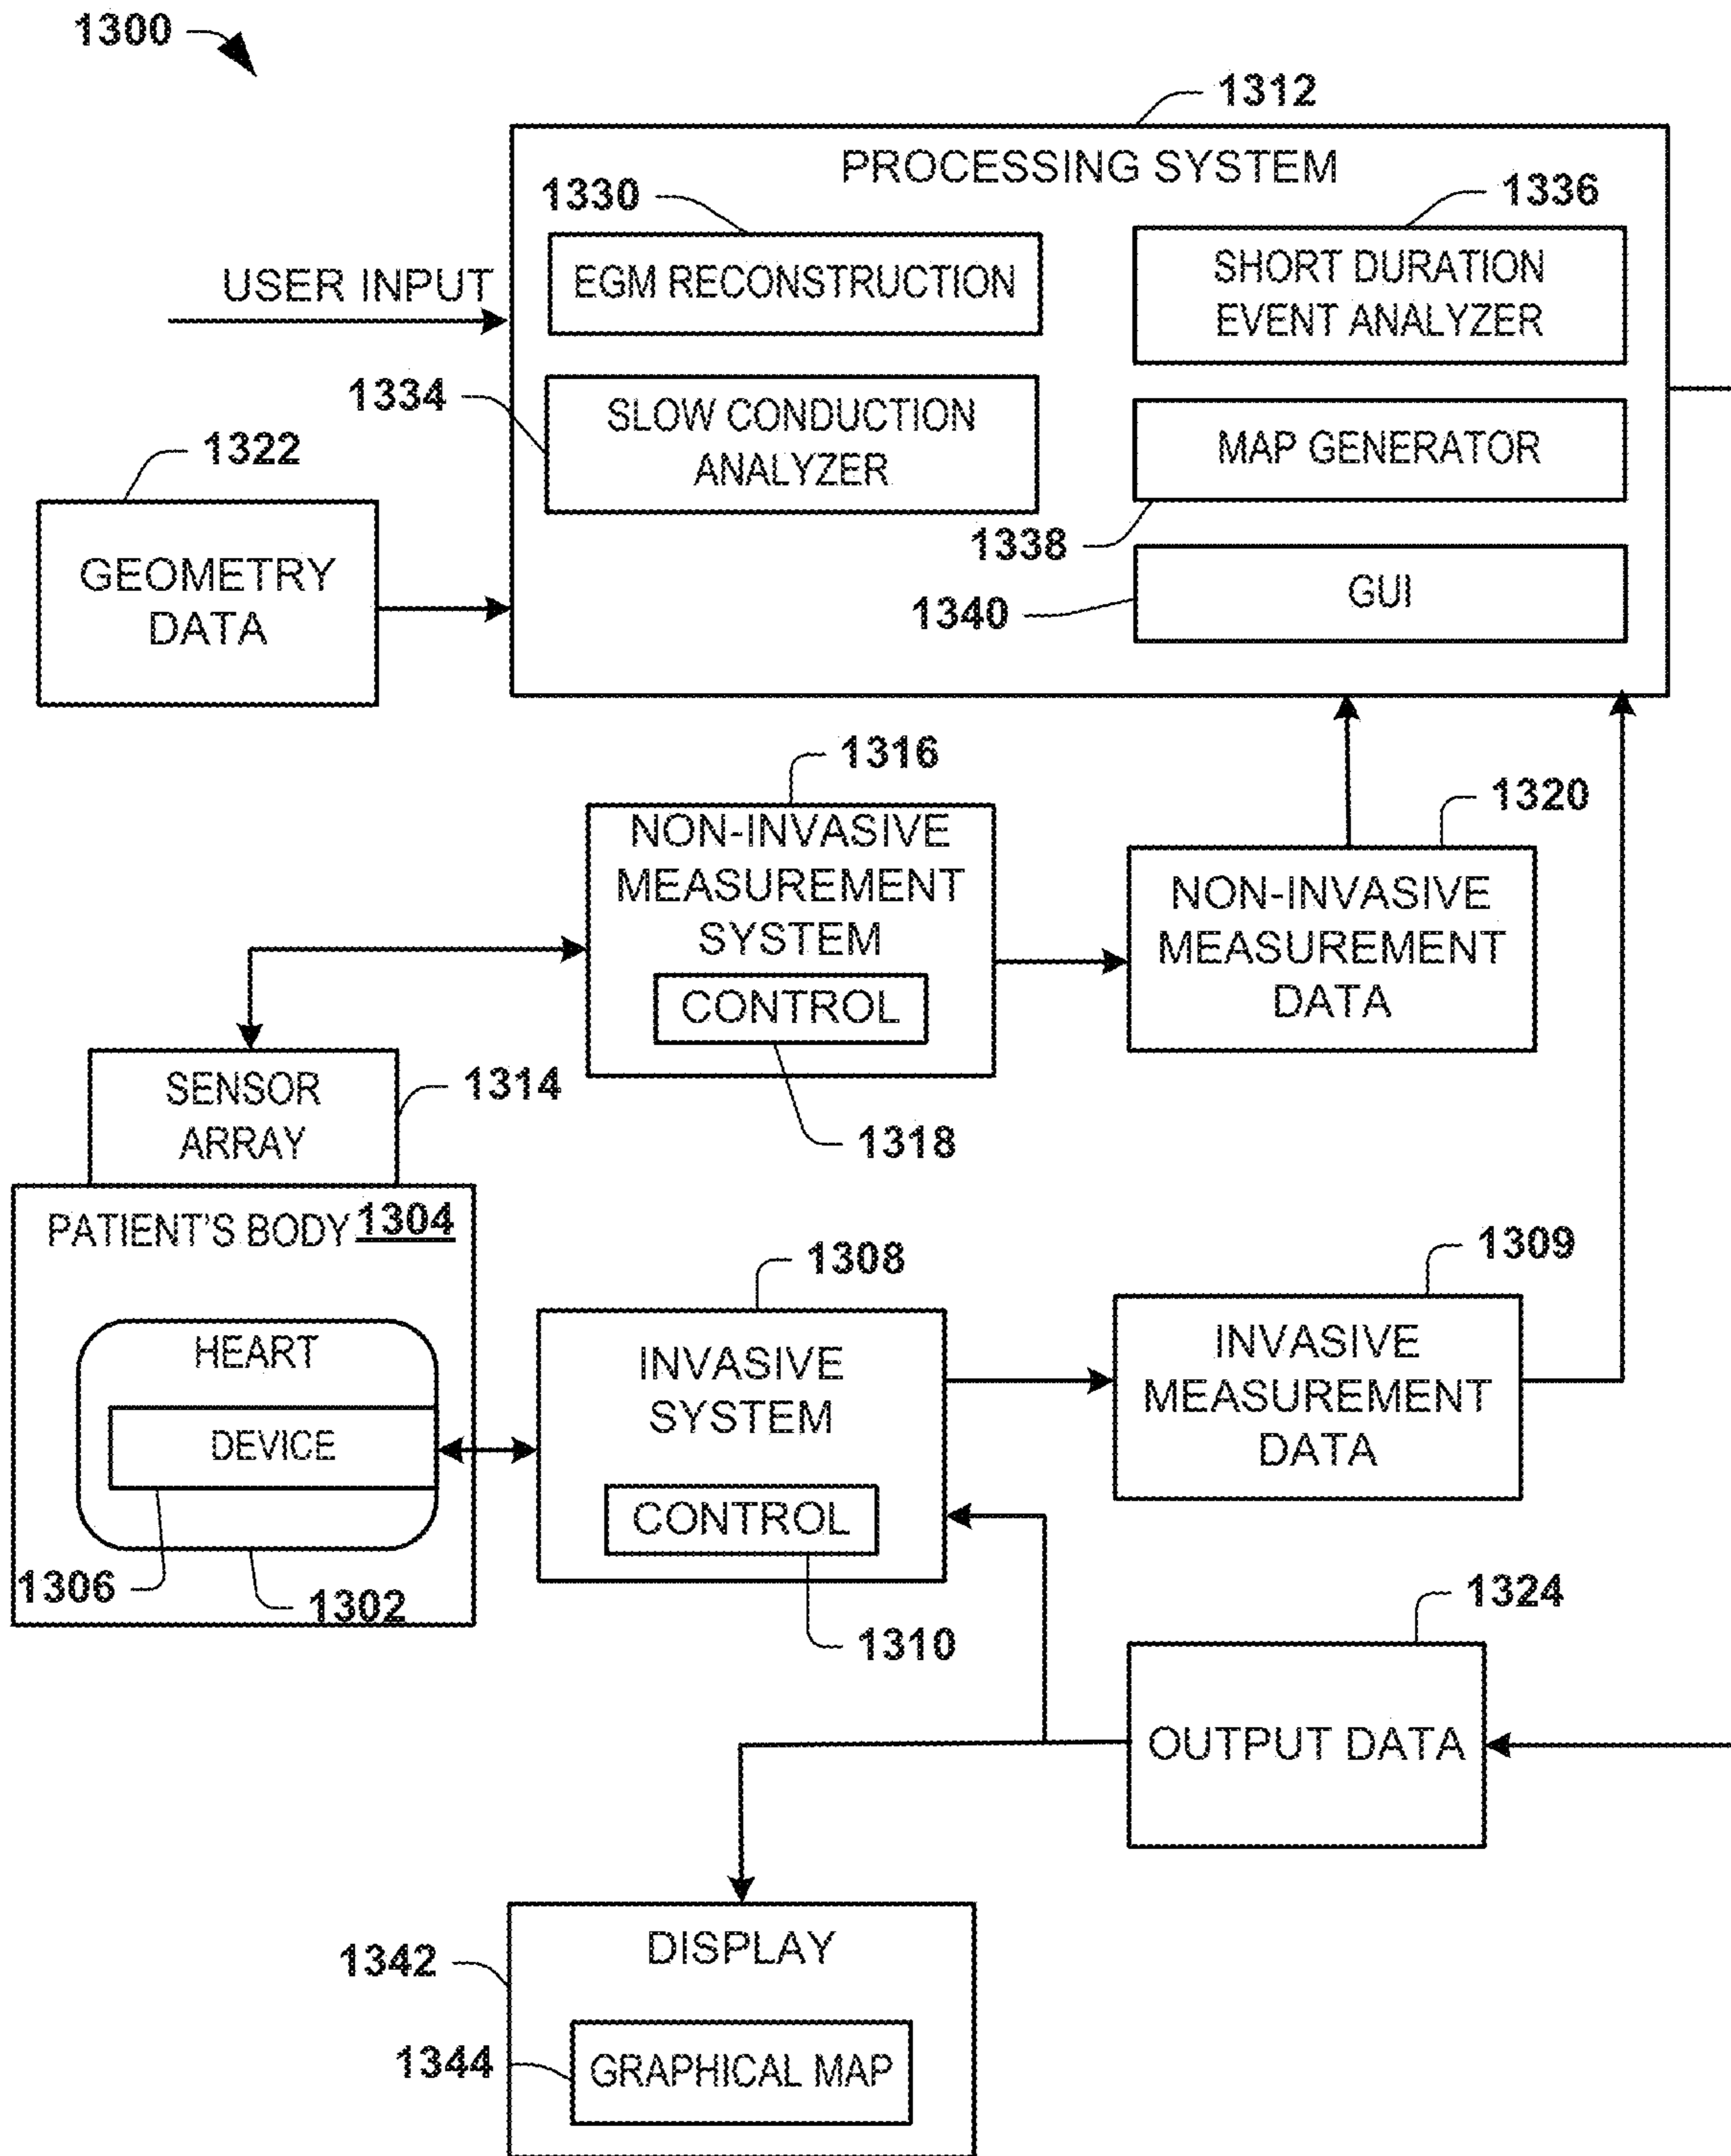 1300
1312
PROCESSING SYSTEM
1330
1336
EGM RECONSTRUCTION
SHORT DURATION
EVENT ANALYZER
USER INPUT
1334
SLOW CONDUCTION
ANALYZER
MAP GENERATOR
1338
1322
GEOMETRY
DATA
GUI
1340
1316
NON-INVASIVE
MEASUREMENT
SYSTEM
CONTROL
1318
1320
NON-INVASIVE
MEASUREMENT
DATA
SENSOR
ARRAY
1314
PATIENT'S BODY 1304
HEART
DEVICE
1306
1302
1308
INVASIVE
SYSTEM
CONTROL
1310
1309
INVASIVE
MEASUREMENT
DATA
1324
OUTPUT DATA
1342
DISPLAY
1344
GRAPHICAL MAP